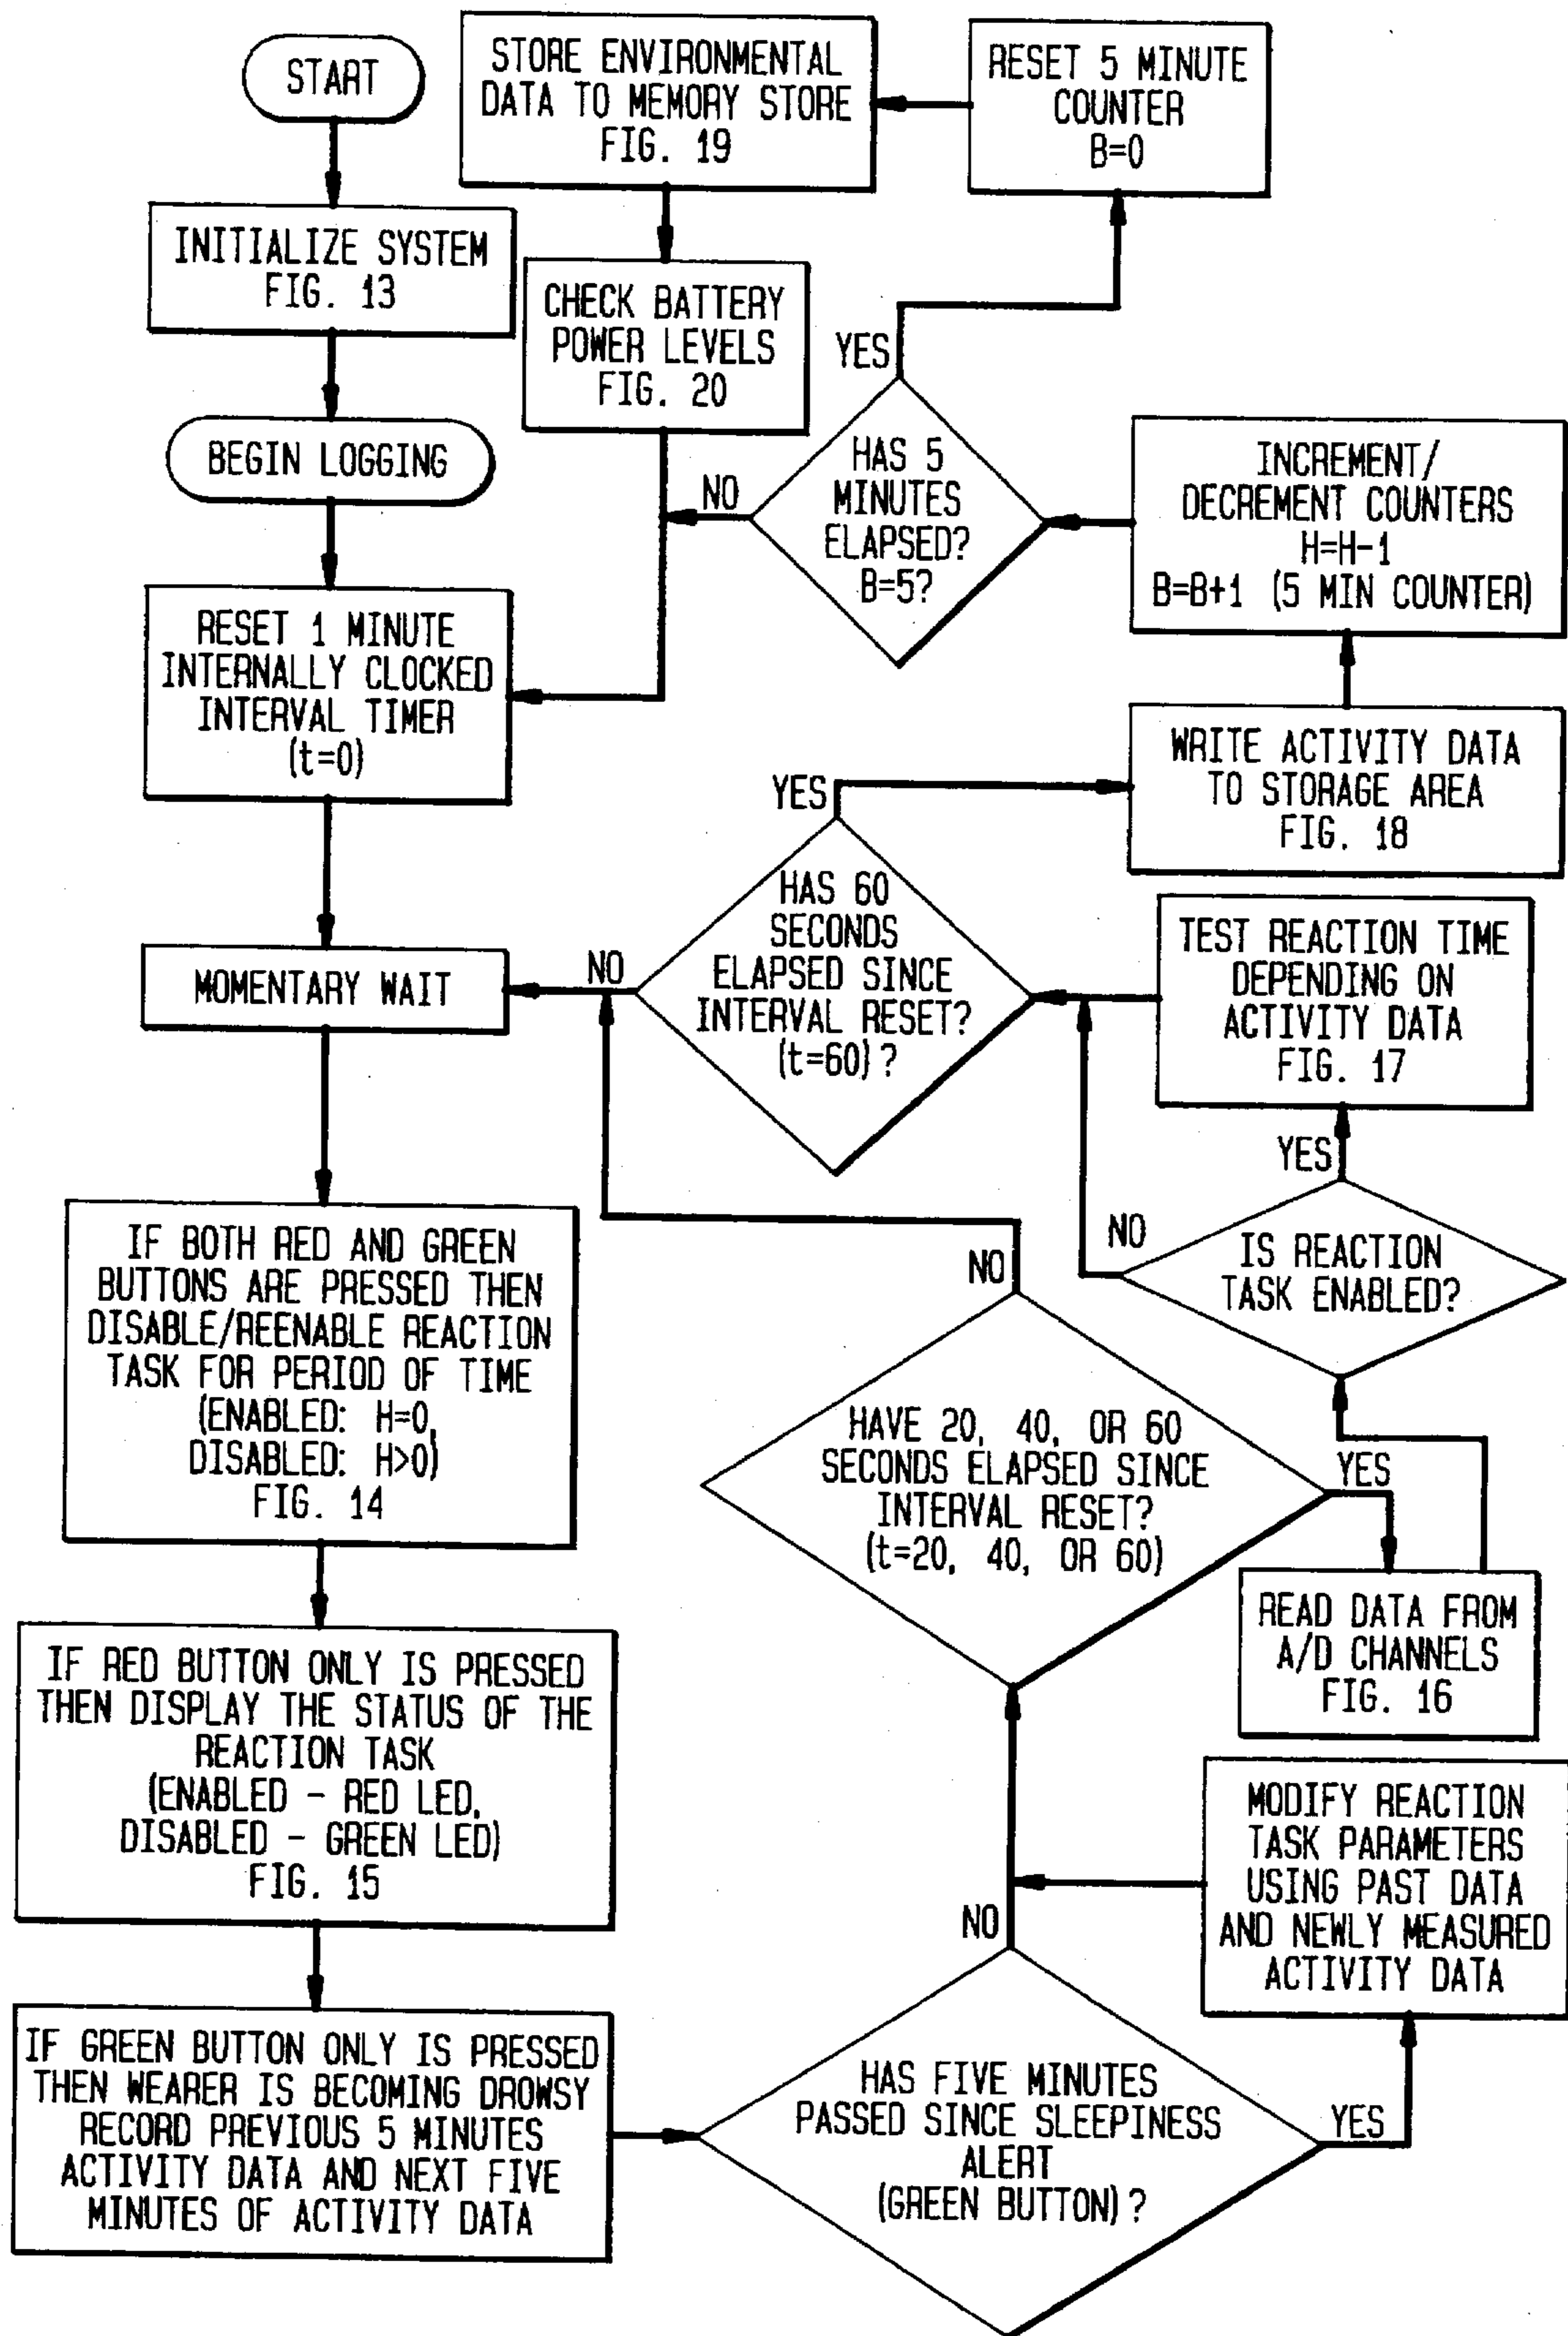 START
INITIALIZE SYSTEM
FIG. 13
BEGIN LOGGING
RESET 1 MINUTE
INTERNALLY CLOCKED
INTERVAL TIMER
(t=0)
MOMENTARY WAIT
IF BOTH RED AND GREEN
BUTTONS ARE PRESSED THEN
DISABLE/REENABLE REACTION
TASK FOR PERIOD OF TIME
(ENABLED: H=0,
DISABLED: H>0)
FIG. 14
IF RED BUTTON ONLY IS PRESSED
THEN DISPLAY THE STATUS OF THE
REACTION TASK
(ENABLED - RED LED,
DISABLED - GREEN LED)
FIG. 15
IF GREEN BUTTON ONLY IS PRESSED
THEN WEARER IS BECOMING DROWSY
RECORD PREVIOUS 5 MINUTES
ACTIVITY DATA AND NEXT FIVE
MINUTES OF ACTIVITY DATA
HAS FIVE MINUTES
PASSED SINCE SLEEPINESS
ALERT
(GREEN BUTTON)?
YES
NO
MODIFY REACTION
TASK PARAMETERS
USING PAST DATA
AND NEWLY MEASURED
ACTIVITY DATA
HAVE 20, 40, OR 60
SECONDS ELAPSED SINCE
INTERVAL RESET?
(t=20, 40, OR 60)
YES
NO
READ DATA FROM
A/D CHANNELS
FIG. 16
IS REACTION
TASK ENABLED?
YES
NO
TEST REACTION TIME
DEPENDING ON
ACTIVITY DATA
FIG. 17
HAS 60
SECONDS
ELAPSED SINCE
INTERVAL RESET?
(t=60)?
NO
YES
WRITE ACTIVITY DATA
TO STORAGE AREA
FIG. 18
INCREMENT/
DECREMENT COUNTERS
H=H-1
B=B+1 (5 MIN COUNTER)
HAS 5
MINUTES
ELAPSED?
B=5?
NO
YES
RESET 5 MINUTE
COUNTER
B=0
STORE ENVIRONMENTAL
DATA TO MEMORY STORE
FIG. 19
CHECK BATTERY
POWER LEVELS
FIG. 20